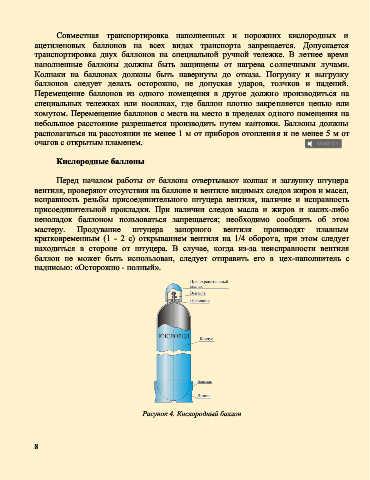 Совместная транспортировка наполненных и порожних кислородных и
ацетиленовых баллонов на всех видах транспорта запрещается. Допускается
транспортировка двух баллонов на специальной ручной тележке. В летнее время
наполненные баллоны должны быть защищены от нагрева солнечными лучами.
Колпаки на баллонах должны быть навернуты до отказа. Погрузку и выгрузку
баллонов следует делать осторожно, не допуская ударов, толчков и падений.
Перемещение баллонов из одного помещения в другое должно производиться на
специальных тележках или носилках, где баллон плотно закрепляется цепью или
хомутом. Перемещение баллонов с места на место в пределах одного помещения на
небольшое расстояние разрешается производить путем кантовки. Баллоны должны
располагаться на расстоянии не менее 1 м от приборов отопления и не менее 5 м от
очагов с открытым пламенем.
Кислородные баллоны
Перед началом работы от баллона отвертывают колпак и заглушку штуцера
вентиля, проверяют отсутствия на баллоне и вентиле видимых следов жиров и масел,
исправность резьбы присоединительного штуцера вентиля, наличие и исправность
присоединительной прокладки. При наличии следов масла и жиров и каких-либо
неполадок баллоном пользоваться запрещается; необходимо сообщить об этом
мастеру. Продувание штуцера запорного вентиля производят плавным
кратковременным (1 - 2 с) открыванием вентиля на 1/4 оборота, при этом следует
находиться в стороне от штуцера. В случае, когда из-за неисправности вентиля
баллон не может быть использован, следует отправить его в цех-наполнитель с
надписью: «Осторожно - полный».
КИСЛОРОД
Корпус
Рисунок 4. Кислородный баллон
8